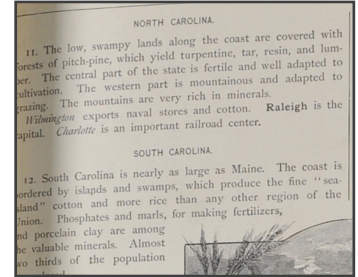 NORTH CAROLINA.
11. The low, swampy lands along the coast are covered with
forests of pitch-pine, which yield turpentine, tar, resin, and lum-
ber. The central part of the state is fertile and well adapted to
cultivation. The western part is mountainous and adapted to
grazing. The mountains are very rich in minerals.
Wilmington exports naval stores and cotton. Raleigh is the
capital. Charlotte is an important railroad center.
SOUTH CAROLINA.
12. South Carolina is nearly as large as Maine. The coast is
bordered by islands and swamps, which produce the fine "sea-
island" cotton and more rice than any other region of the
Union. Phosphates and marls, for making fertilizers,
and porcelain clay are among
the valuable minerals. Almost
two thirds of the population